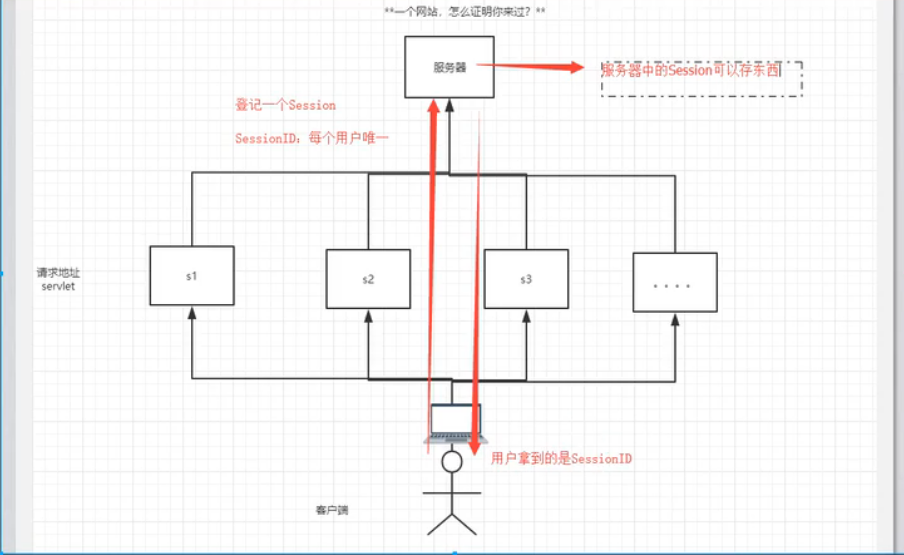 **一个网站，怎么证明你来过？**
服务器
服务器中的Session可以存东西
登记一个Session
SessionID：每个用户唯一
请求地址
servlet
s1
s2
s3
....
用户拿到的是SessionID
客户端